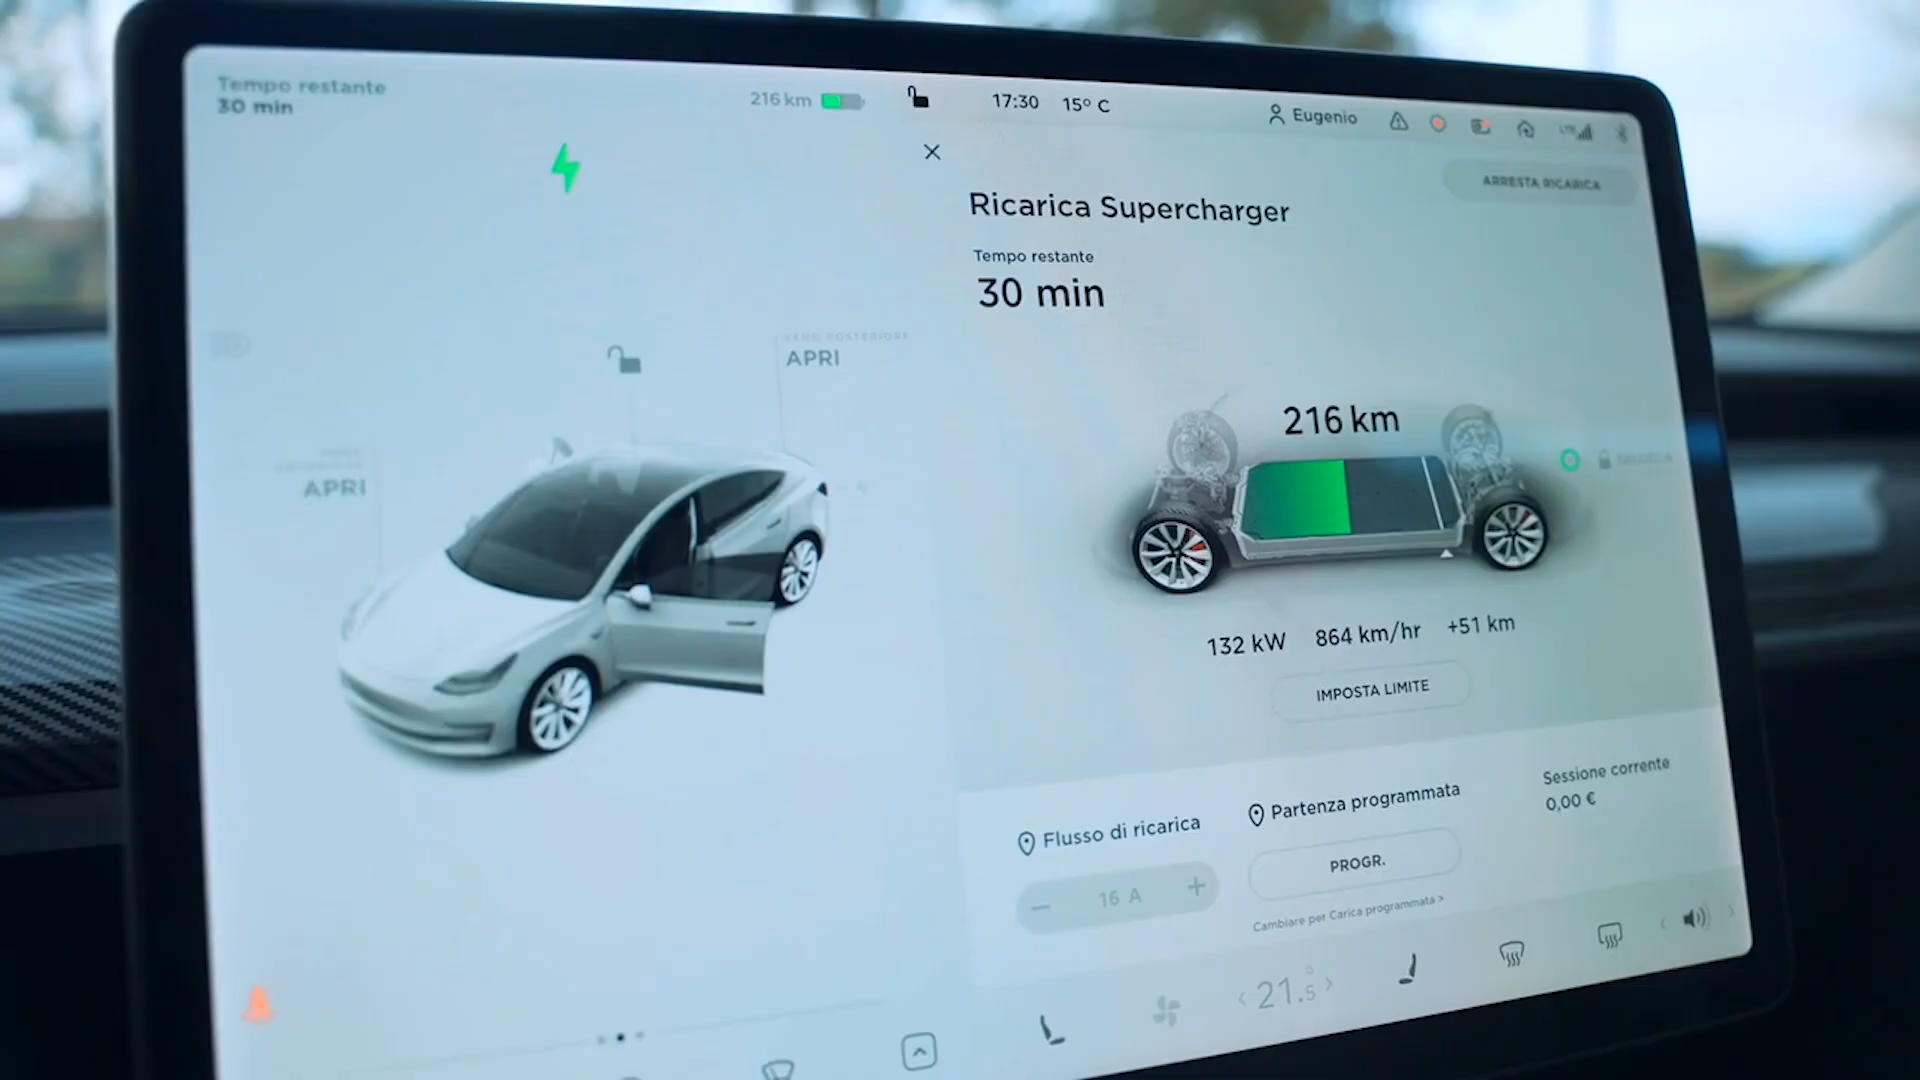 Tempo restante
30 min
216 km
17:30 15° C
Eugenio
LTE
ARRESTA RICARICA
Ricarica Supercharger
Tempo restante
30 min
POSTERIORE
APRI
APRI
216 km
132 kW 864 km/hr +51 km
IMPOSTA LIMITE
Flusso di ricarica
− 16 A +
Partenza programmata
PROGR.
Cambiare per Carica programmata >
Sessione corrente
0,00 €
21.5°